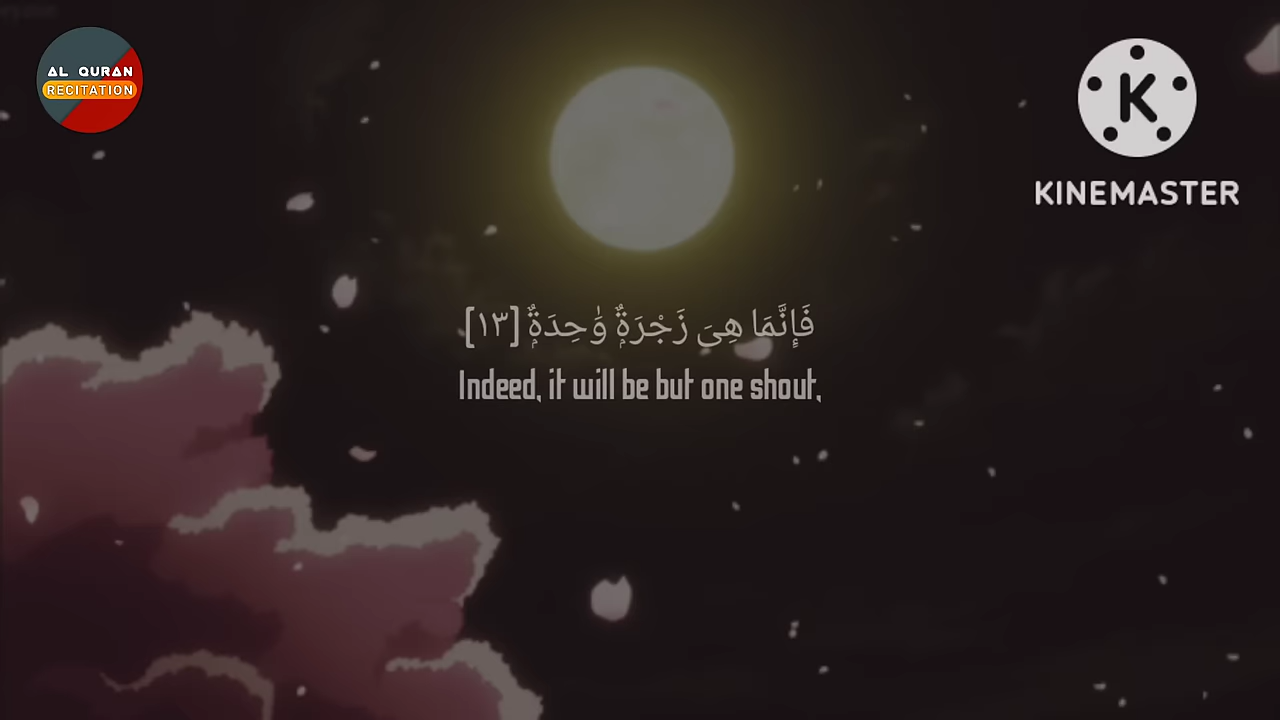 AL QURAN
RECITATION
KINEMASTER
فَإِنَّمَا هِىَ زَجْرَةٌۭ وَٰحِدَةٌۭ [١٣]
Indeed, it will be but one shout,